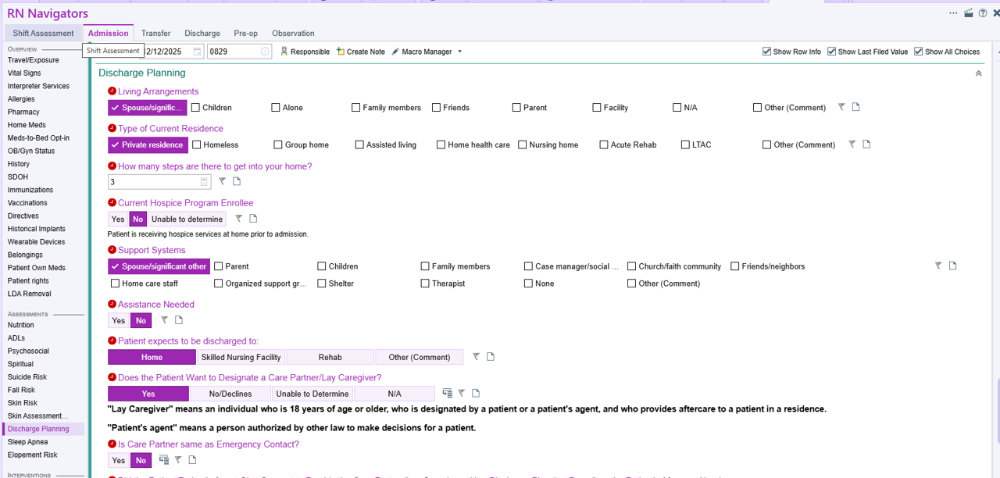 RN Navigators
Shift Assessment Admission Transfer Discharge Pre-op Observation
Shift Assessment
2/12/2025 0829 Responsible Create Note Macro Manager Show Row Info Show Last Filed Value Show All Choices
OVERVIEW
Travel/Exposure
Vital Signs
Interpreter Services
Allergies
Pharmacy
Home Meds
Meds-to-Bed Opt-in
OB/Gyn Status
History
SDOH
Immunizations
Vaccinations
Directives
Historical Implants
Wearable Devices
Belongings
Patient Own Meds
Patient rights
LDA Removal
ASSESSMENTS
Nutrition
ADLs
Psychosocial
Spiritual
Suicide Risk
Fall Risk
Skin Risk
Skin Assessment...
Discharge Planning
Sleep Apnea
Elopement Risk
INTERVENTIONS
Discharge Planning
Living Arrangements
Spouse/signific... Children Alone Family members Friends Parent Facility N/A Other (Comment)
Type of Current Residence
Private residence Homeless Group home Assisted living Home health care Nursing home Acute Rehab LTAC Other (Comment)
How many steps are there to get into your home?
3
Current Hospice Program Enrollee
Yes No Unable to determine
Patient is receiving hospice services at home prior to admission.
Support Systems
Spouse/significant other Parent Children Family members Case manager/social ... Church/faith community Friends/neighbors
Home care staff Organized support gr... Shelter Therapist None Other (Comment)
Assistance Needed
Yes No
Patient expects to be discharged to:
Home Skilled Nursing Facility Rehab Other (Comment)
Does the Patient Want to Designate a Care Partner/Lay Caregiver?
Yes No/Declines Unable to Determine N/A
"Lay Caregiver" means an individual who is 18 years of age or older, who is designated by a patient or a patient's agent, and who provides aftercare to a patient in a residence.
"Patient's agent" means a person authorized by other law to make decisions for a patient.
Is Care Partner same as Emergency Contact?
Yes No